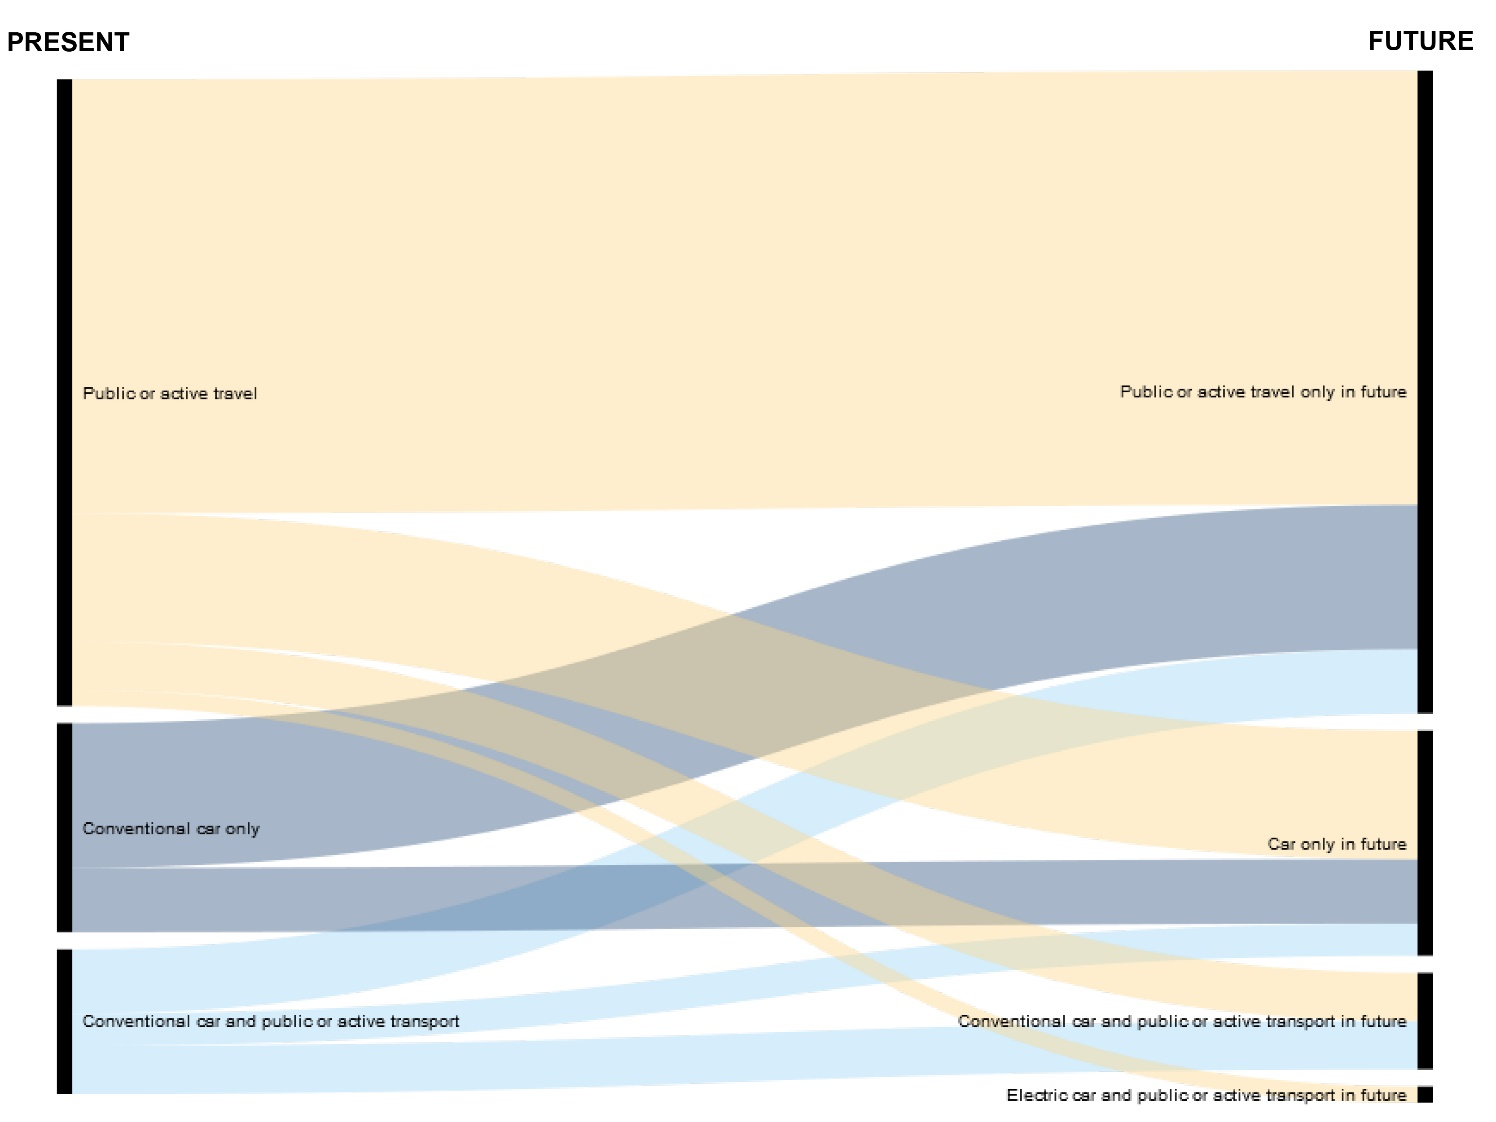 PRESENT
FUTURE
Public or active travel
Public or active travel only in future
Conventional car only
Car only in future
Conventional car and public or active transport
Conventional car and public or active transport in future
Electric car and public or active transport in future